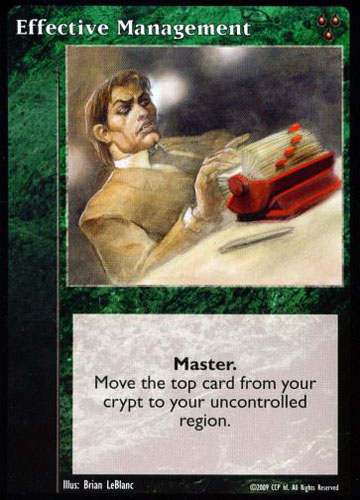 Effective Management
Master.
Move the top card from your
crypt to your uncontrolled
region.
Illus: Brian LeBlanc
©2009 CCP hf. All Rights Reserved